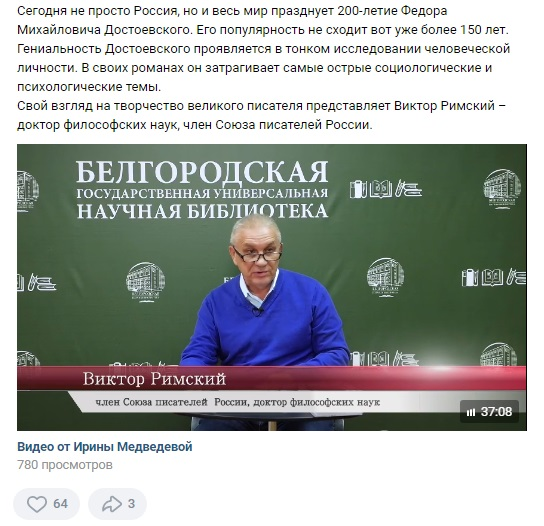 Сегодня не просто Россия, но и весь мир празднует 200-летие Федора
Михайловича Достоевского. Его популярность не сходит вот уже более 150 лет.
Гениальность Достоевского проявляется в тонком исследовании человеческой
личности. В своих романах он затрагивает самые острые социологические и
психологические темы.
Свой взгляд на творчество великого писателя представляет Виктор Римский –
доктор философских наук, член Союза писателей России.
БЕЛГОРОДСКАЯ
ГОСУДАРСТВЕННАЯ УНИВЕРСАЛЬНАЯ
НАУЧНАЯ БИБЛИОТЕКА
Виктор Римский
член Союза писателей России, доктор философских наук
37:08
Видео от Ирины Медведевой
780 просмотров
64
3